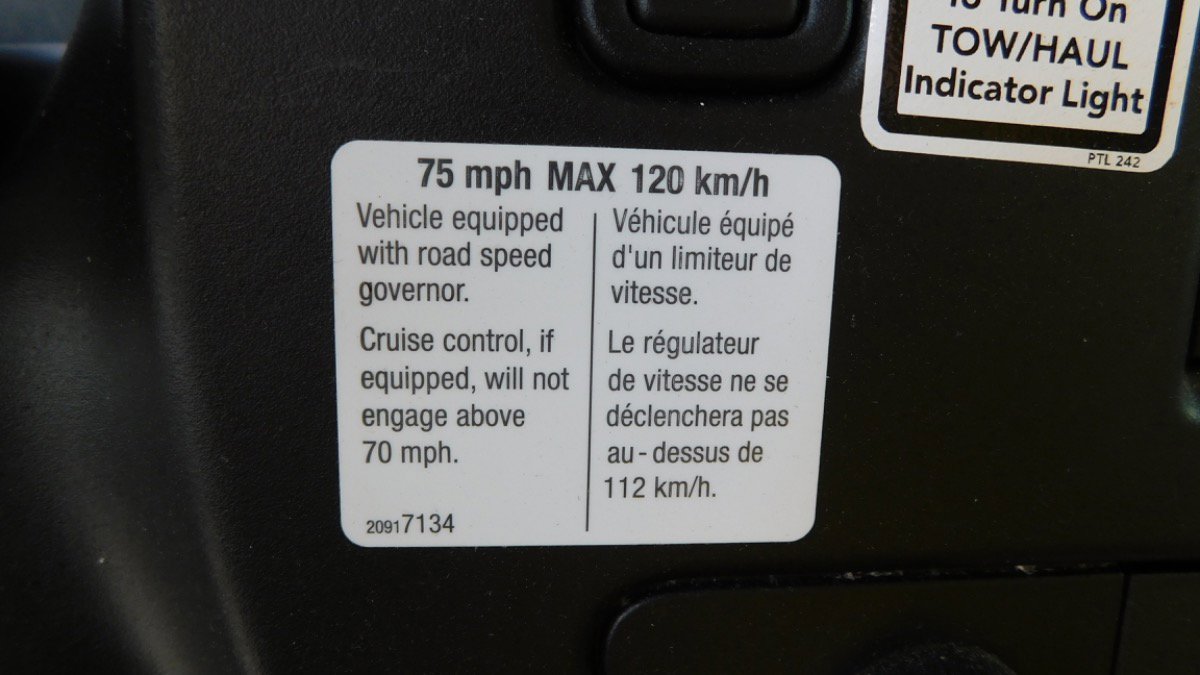 To Turn On
TOW/HAUL
Indicator Light
PTL 242
75 mph MAX 120 km/h
Vehicle equipped
with road speed
governor.
Cruise control, if
equipped, will not
engage above
70 mph.
20917134
Véhicule équipé
d'un limiteur de
vitesse.
Le régulateur
de vitesse ne se
déclenchera pas
au-dessus de
112 km/h.